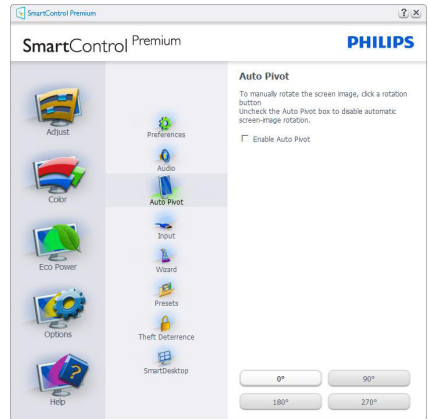 SmartControl Premium
SmartControl Premium
PHILIPS
Adjust
Color
Eco Power
Options
Help
Preferences
Audio
Auto Pivot
Input
Wizard
Presets
Theft Deterrence
SmartDesktop
Auto Pivot
To manually rotate the screen image, click a rotation
button
Uncheck the Auto Pivot box to disable automatic
screen-image rotation.
Enable Auto Pivot
0°
90°
180°
270°